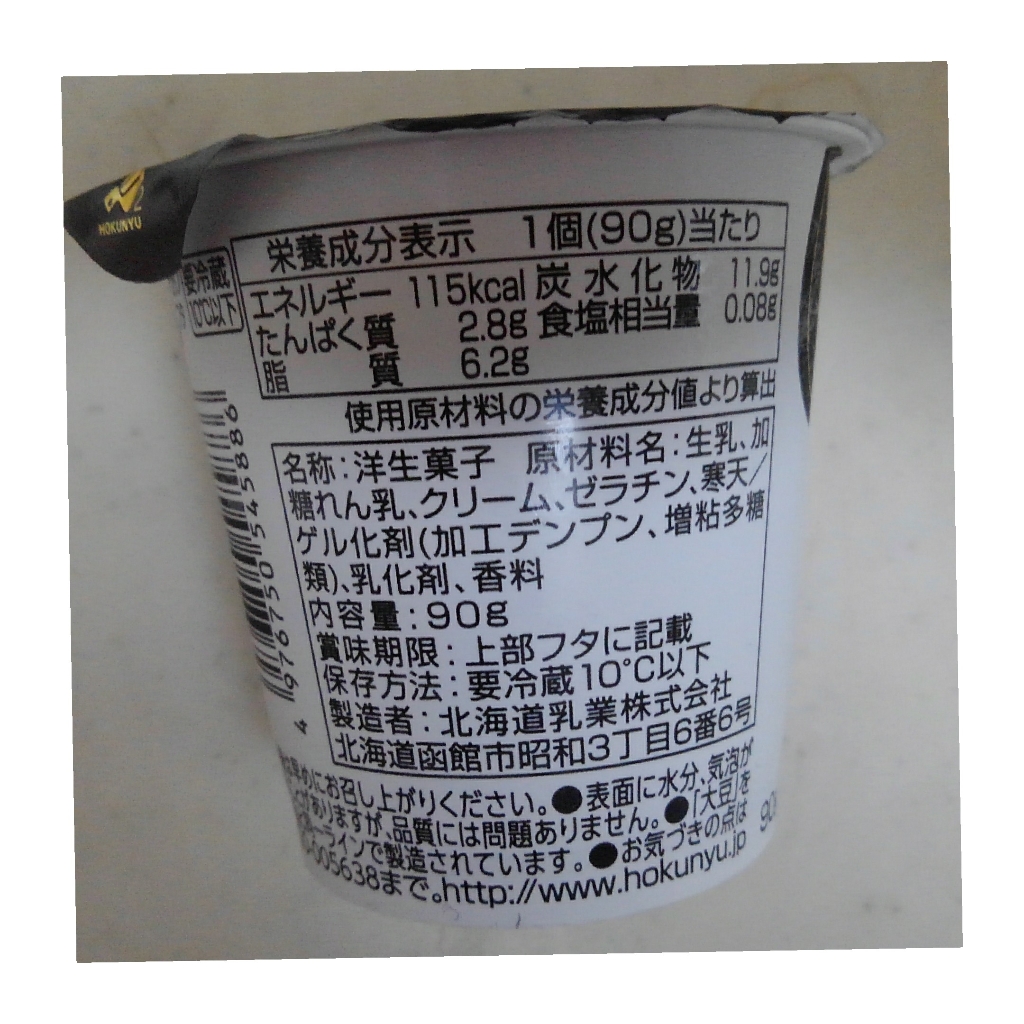 HOKUNYU
要冷蔵
10℃以下
栄養成分表示 1個(90g)当たり
エネルギー 115kcal 炭水化物 11.9g
たんぱく質 2.8g 食塩相当量 0.08g
脂質 6.2g
使用原材料の栄養成分値より算出
名称:洋生菓子 原材料名:生乳、加
糖れん乳、クリーム、ゼラチン、寒天/
ゲル化剤(加工デンプン、増粘多糖
類)、乳化剤、香料
内容量:90g
賞味期限:上部フタに記載
保存方法:要冷蔵10℃以下
製造者:北海道乳業株式会社
北海道函館市昭和3丁目6番6号
4 976750 545886
早めにお召し上がりください。●表面に水分、気泡が
がありますが、品質には問題ありません。●「大豆」を
ラインで製造されています。●お気づきの点は
005638まで。http://www.hokunyu.jp